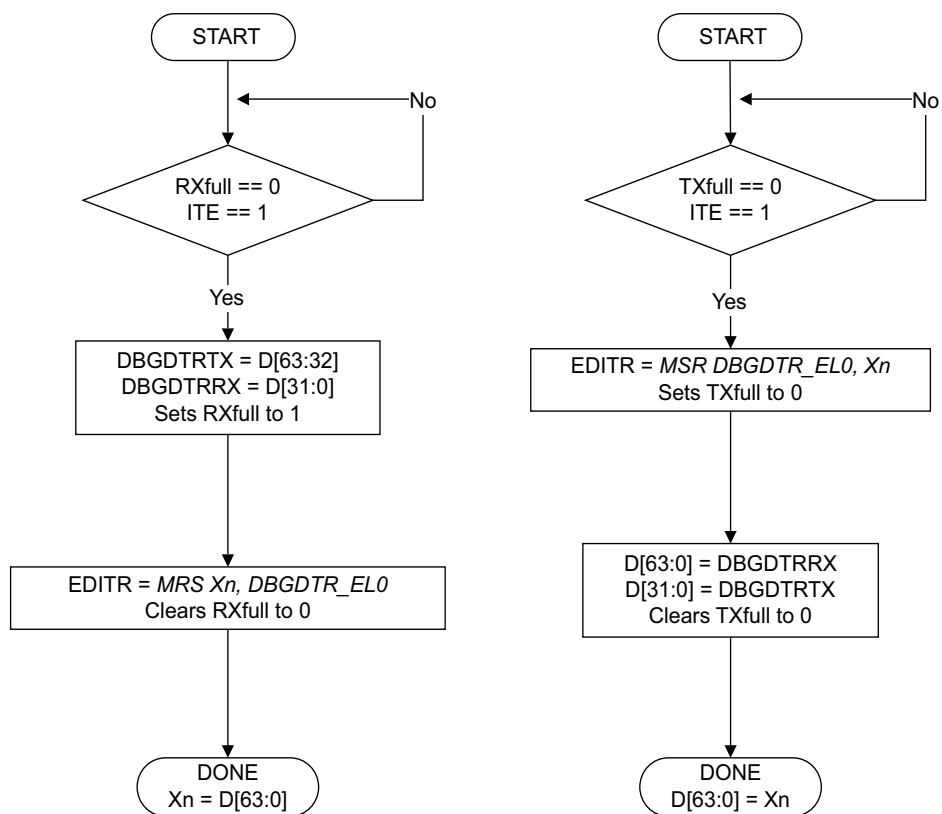 START
No
RXfull == 0
ITE == 1
Yes
DBGDTRTX = D[63:32]
DBGDTRRX = D[31:0]
Sets RXfull to 1
EDITR = MRS Xn, DBGDTR_EL0
Clears RXfull to 0
DONE
Xn = D[63:0]
START
No
TXfull == 0
ITE == 1
Yes
EDITR = MSR DBGDTR_EL0, Xn
Sets TXfull to 0
D[63:0] = DBGDTRRX
D[31:0] = DBGDTRTX
Clears TXfull to 0
DONE
D[63:0] = Xn